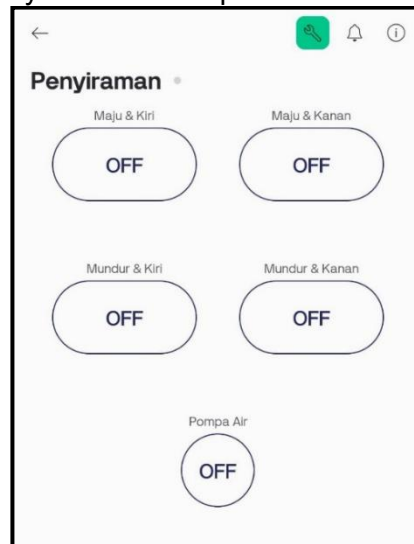 Penyiraman
Maju & Kiri Maju & Kanan
OFF OFF
Mundur & Kiri Mundur & Kanan
OFF OFF
Pompa Air
OFF